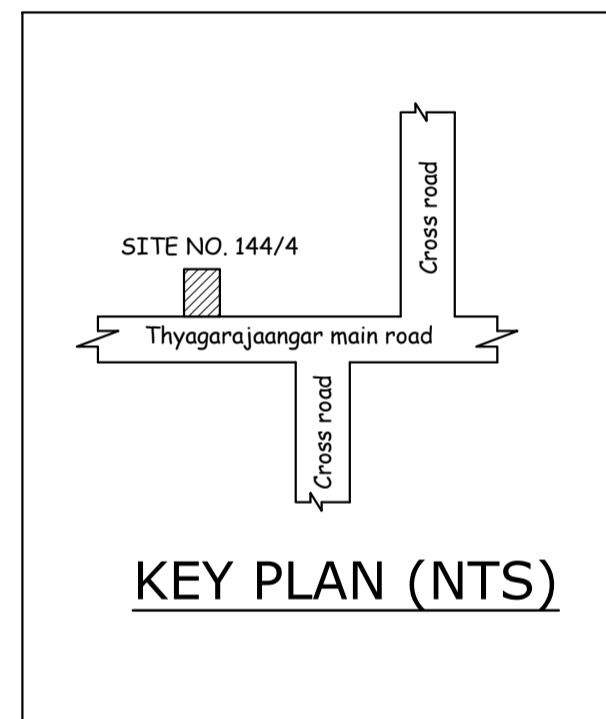 Cross road
SITE NO. 144/4
Thyagarajaangar main road
Cross road
KEY PLAN (NTS)